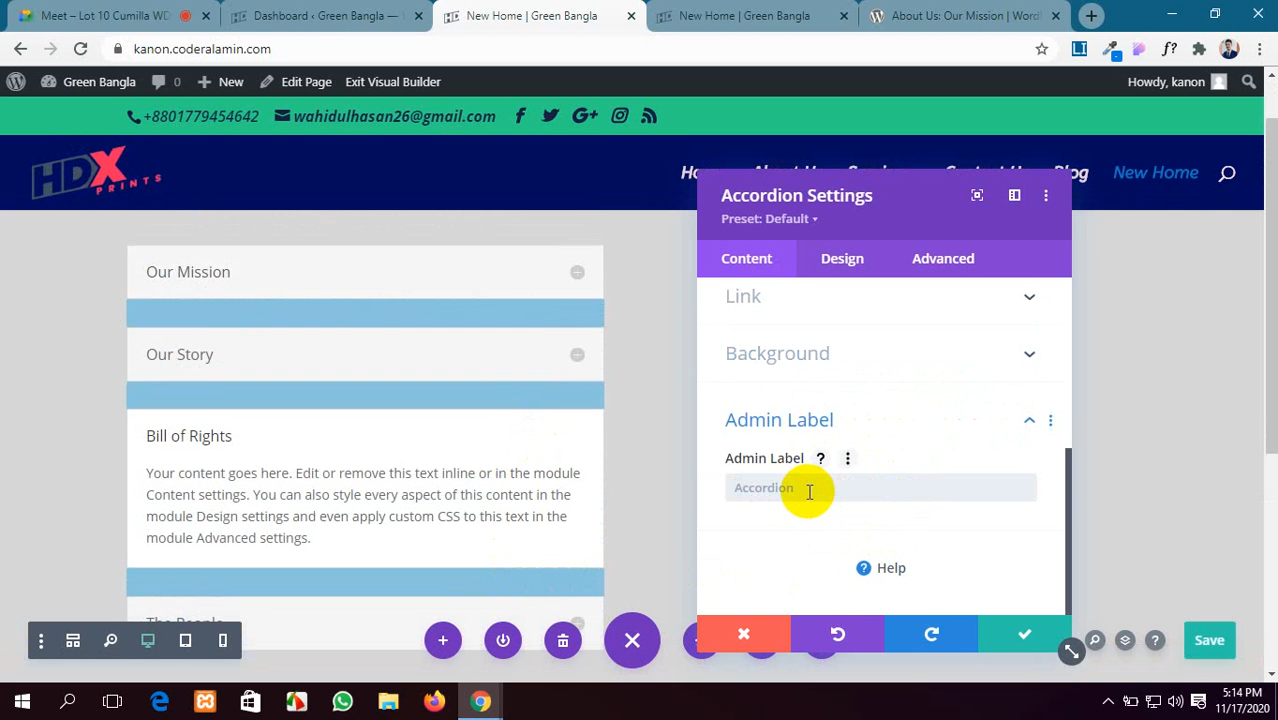 Meet – Lot 10 Cumilla WD
Dashboard ‹ Green Bangla —
New Home | Green Bangla
New Home | Green Bangla
About Us: Our Mission | Word
kanon.coderalamin.com
Green Bangla
0
New
Edit Page
Exit Visual Builder
Howdy, kanon
+8801779454642
wahidulhasan26@gmail.com
HDX
PRINTS
Blog
New Home
Accordion Settings
Preset: Default
Content
Design
Advanced
Our Mission
Our Story
Bill of Rights
Your content goes here. Edit or remove this text inline or in the module
Content settings. You can also style every aspect of this content in the
module Design settings and even apply custom CSS to this text in the
module Advanced settings.
Link
Background
Admin Label
Admin Label ?
Accordion
? Help
Save
5:14 PM
11/17/2020